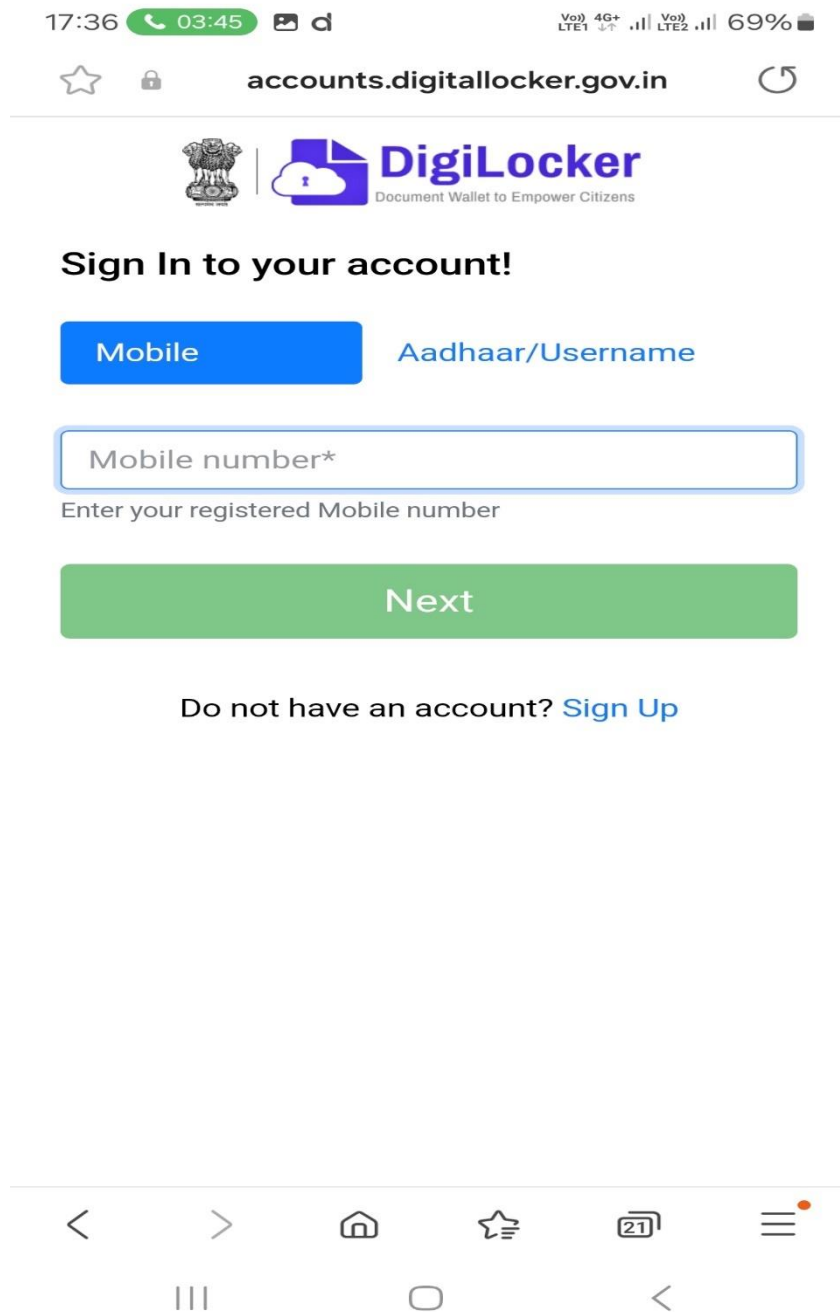 17:36 03:45 Vo)) LTE1 4G+ Vo)) LTE2 69%
accounts.digitallocker.gov.in
DigiLocker
Document Wallet to Empower Citizens
Sign In to your account!
Mobile Aadhaar/Username
Mobile number*
Enter your registered Mobile number
Next
Do not have an account? Sign Up
21